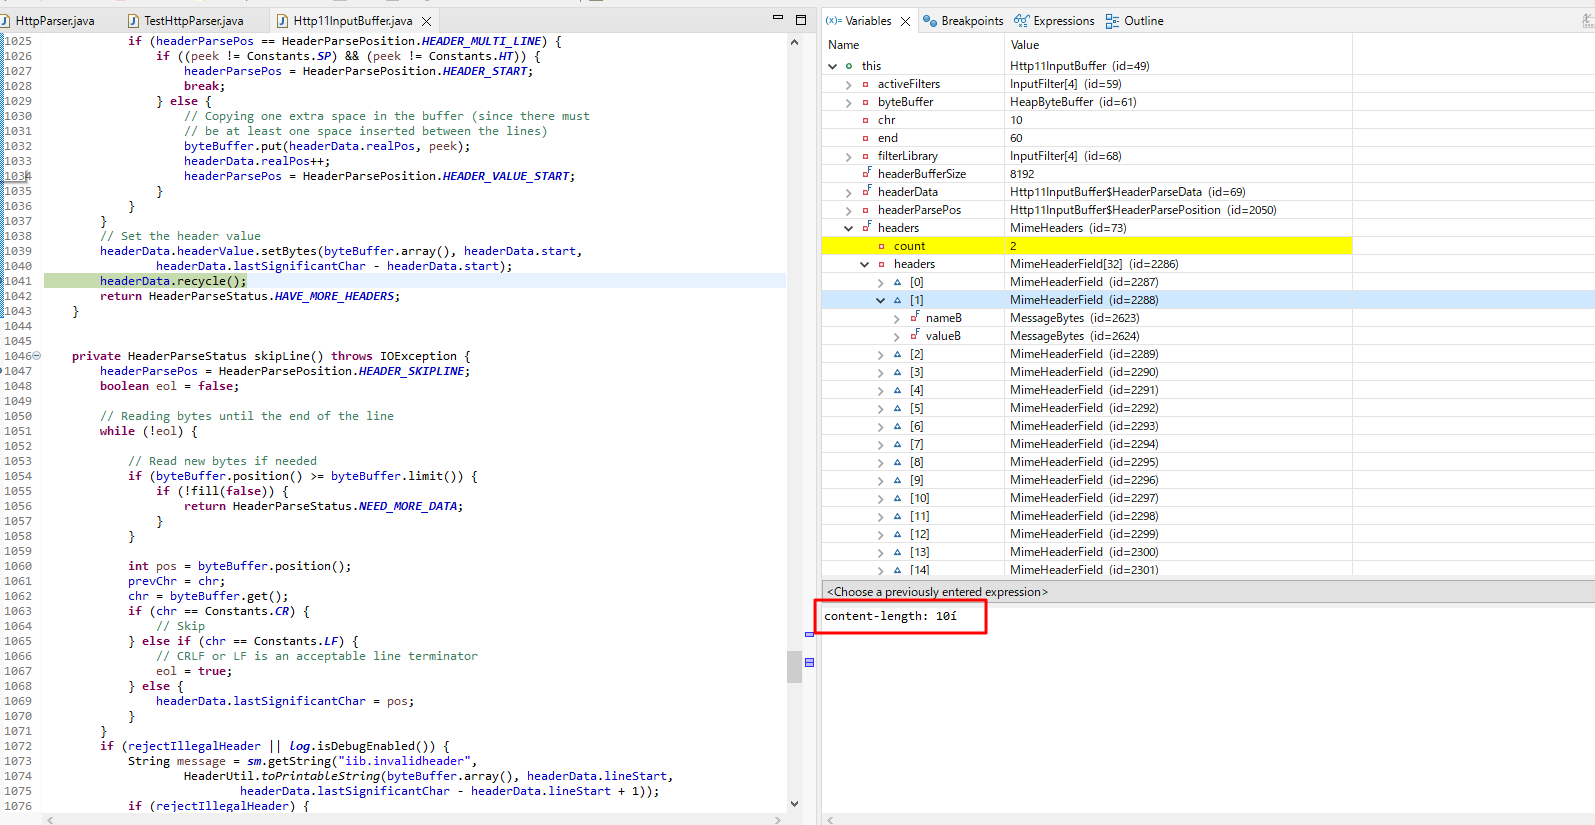 HttpParser.java
TestHttpParser.java
Http11InputBuffer.java
1025 if (headerParsePos == HeaderParsePosition.HEADER_MULTI_LINE) {
1026 if ((peek != Constants.SP) && (peek != Constants.HT)) {
1027 headerParsePos = HeaderParsePosition.HEADER_START;
1028 break;
1029 } else {
1030 // Copying one extra space in the buffer (since there must
1031 // be at least one space inserted between the lines)
1032 byteBuffer.put(headerData.realPos, peek);
1033 headerData.realPos++;
1034 headerParsePos = HeaderParsePosition.HEADER_VALUE_START;
1035 }
1036 }
1037 }
1038 // Set the header value
1039 headerData.headerValue.setBytes(byteBuffer.array(), headerData.start,
1040 headerData.lastSignificantChar - headerData.start);
1041 headerData.recycle();
1042 return HeaderParseStatus.HAVE_MORE_HEADERS;
1043 }
1044
1045
1046 private HeaderParseStatus skipLine() throws IOException {
1047 headerParsePos = HeaderParsePosition.HEADER_SKIPLINE;
1048 boolean eol = false;
1049
1050 // Reading bytes until the end of the line
1051 while (!eol) {
1052
1053 // Read new bytes if needed
1054 if (byteBuffer.position() >= byteBuffer.limit()) {
1055 if (!fill(false)) {
1056 return HeaderParseStatus.NEED_MORE_DATA;
1057 }
1058 }
1059
1060 int pos = byteBuffer.position();
1061 prevChr = chr;
1062 chr = byteBuffer.get();
1063 if (chr == Constants.CR) {
1064 // Skip
1065 } else if (chr == Constants.LF) {
1066 // CRLF or LF is an acceptable line terminator
1067 eol = true;
1068 } else {
1069 headerData.lastSignificantChar = pos;
1070 }
1071 }
1072 if (rejectIllegalHeader || log.isDebugEnabled()) {
1073 String message = sm.getString("iib.invalidheader",
1074 HeaderUtil.toPrintableString(byteBuffer.array(), headerData.lineStart,
1075 headerData.lastSignificantChar - headerData.lineStart + 1));
1076 if (rejectIllegalHeader) {
(x)= Variables Breakpoints Expressions Outline
Name Value
this Http11InputBuffer (id=49)
activeFilters InputFilter[4] (id=59)
byteBuffer HeapByteBuffer (id=61)
chr 10
end 60
filterLibrary InputFilter[4] (id=68)
headerBufferSize 8192
headerData Http11InputBuffer$HeaderParseData (id=69)
headerParsePos Http11InputBuffer$HeaderParsePosition (id=2050)
headers MimeHeaders (id=73)
count 2
headers MimeHeaderField[32] (id=2286)
[0] MimeHeaderField (id=2287)
[1] MimeHeaderField (id=2288)
nameB MessageBytes (id=2623)
valueB MessageBytes (id=2624)
[2] MimeHeaderField (id=2289)
[3] MimeHeaderField (id=2290)
[4] MimeHeaderField (id=2291)
[5] MimeHeaderField (id=2292)
[6] MimeHeaderField (id=2293)
[7] MimeHeaderField (id=2294)
[8] MimeHeaderField (id=2295)
[9] MimeHeaderField (id=2296)
[10] MimeHeaderField (id=2297)
[11] MimeHeaderField (id=2298)
[12] MimeHeaderField (id=2299)
[13] MimeHeaderField (id=2300)
[14] MimeHeaderField (id=2301)
<Choose a previously entered expression>
content-length: 10í